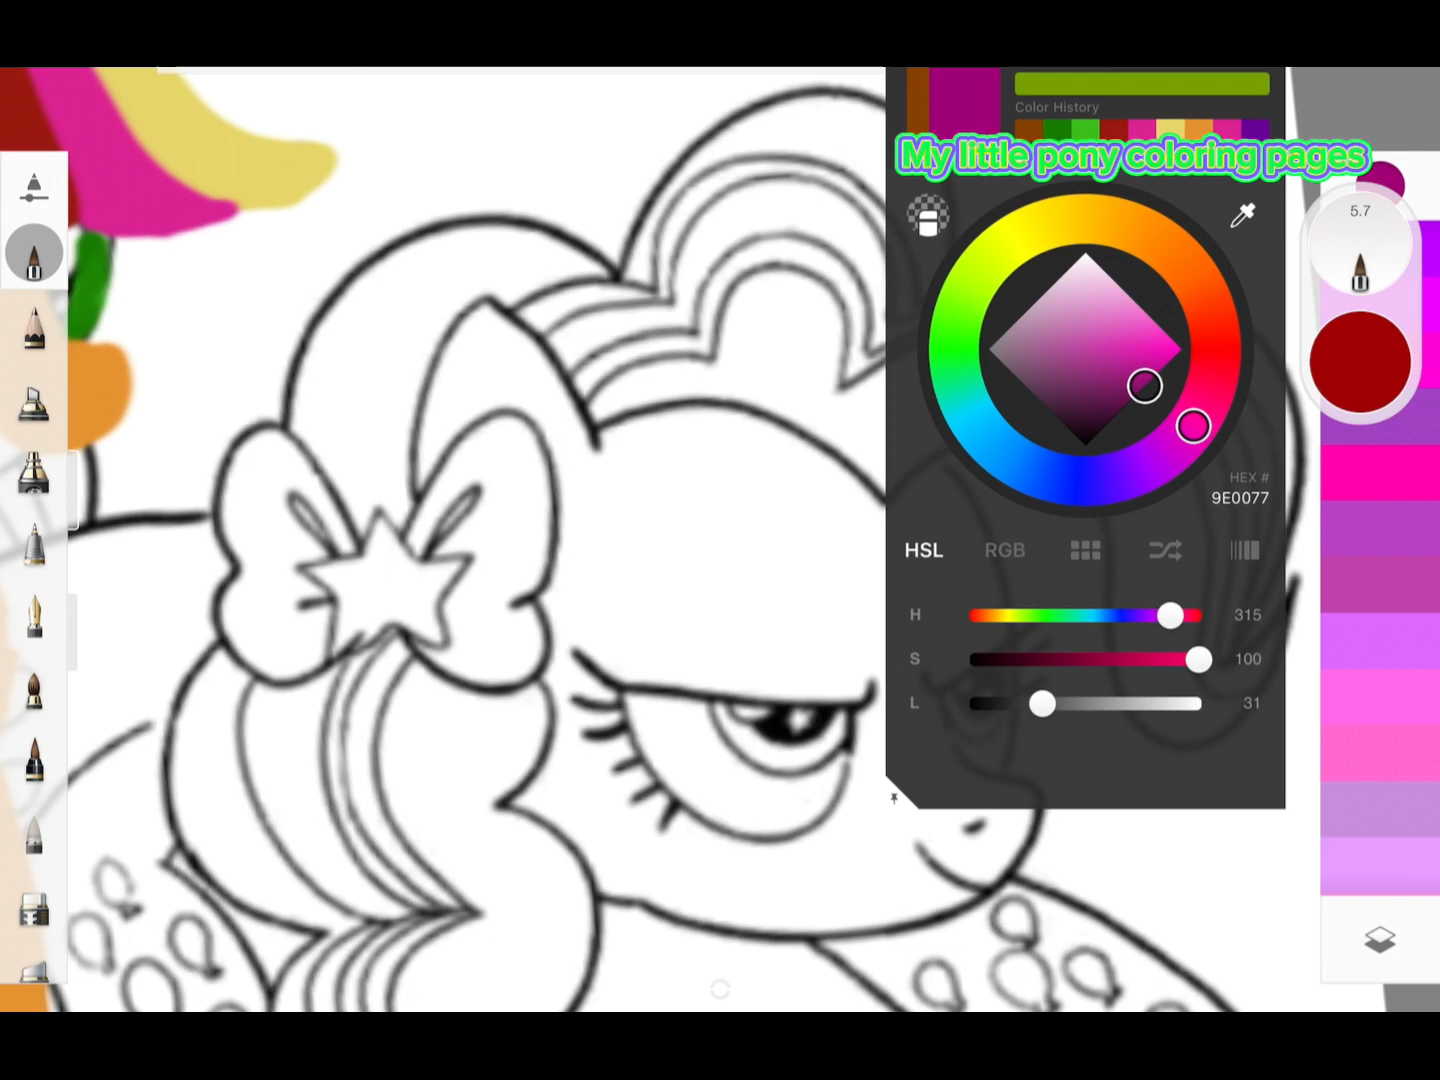 Color History
My little pony coloring pages
5.7
HEX #
9E0077
HSL RGB
H 315
S 100
L 31